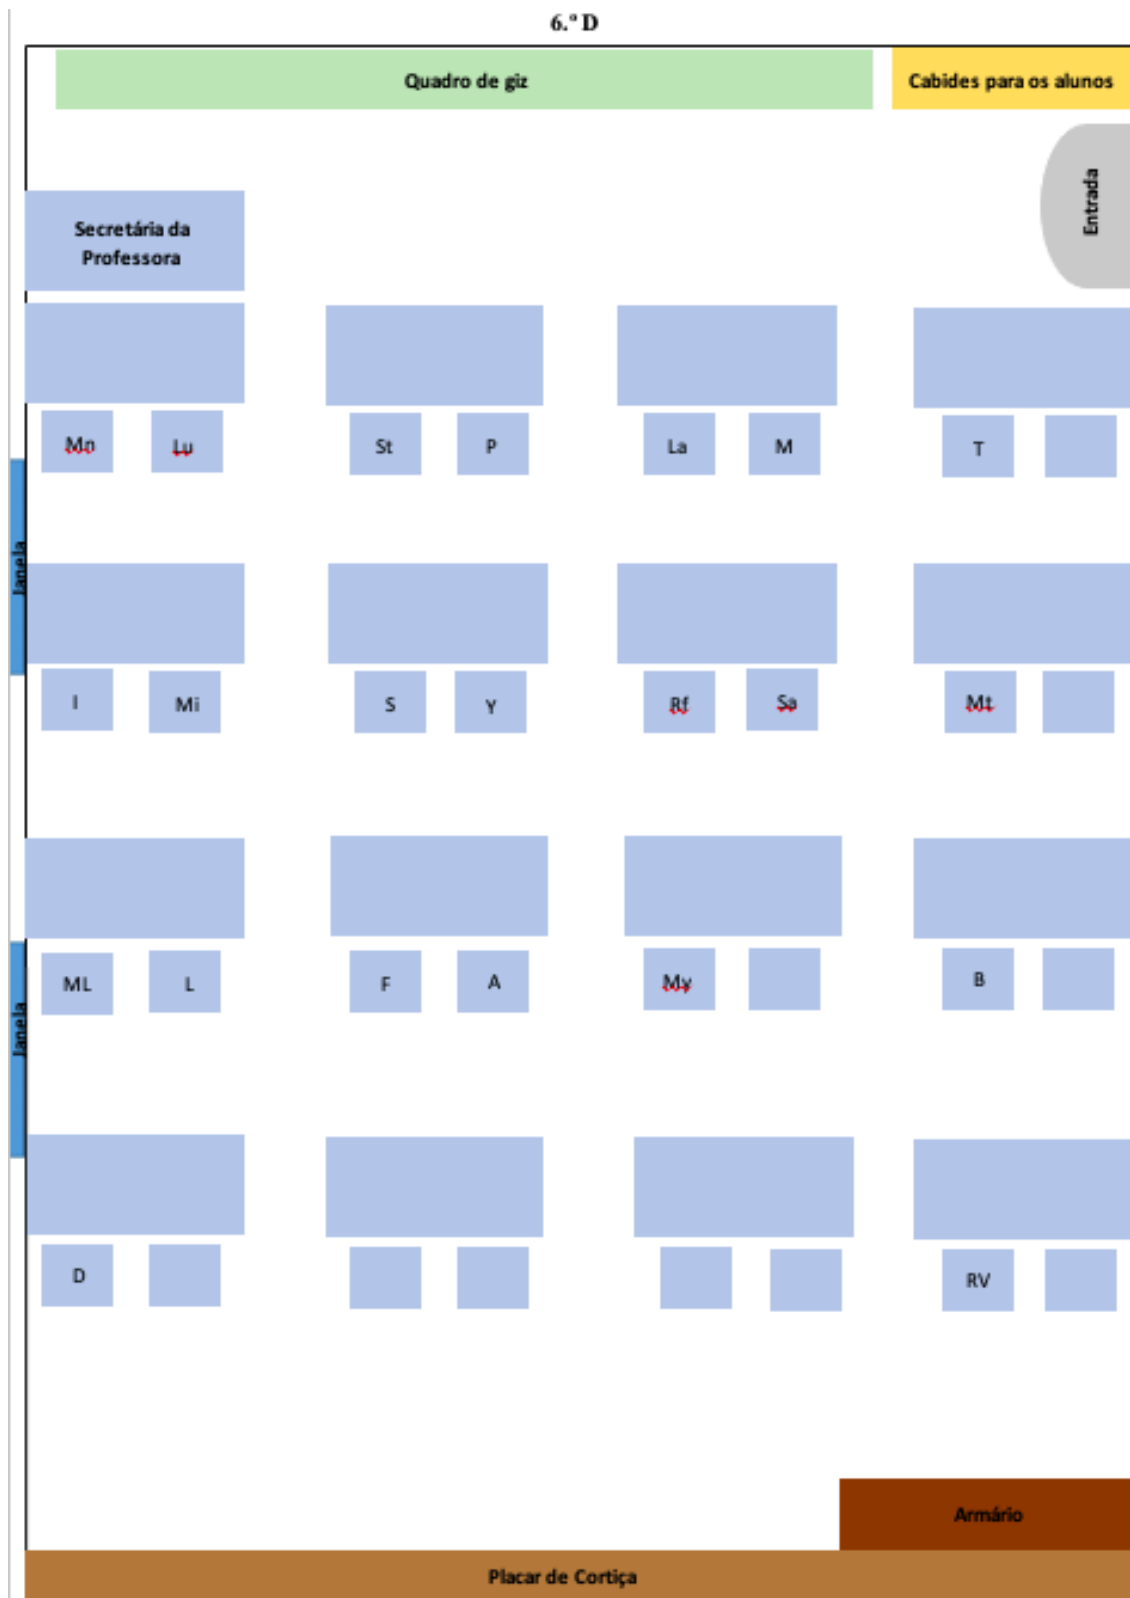 6.º D
Quadro de giz
Cabides para os alunos
Entrada
Secretária da
Professora
Mn Lu St P La M T
Janela
I Mi S Y Rf Sa Mt
ML L F A My B
Janela
D RV
Armário
Placar de Cortiça